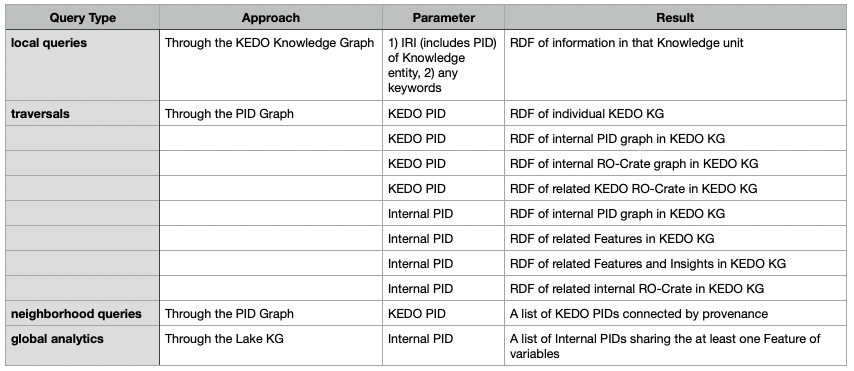 Query Type Approach Parameter Result
local queries Through the KEDO Knowledge Graph 1) IRI (includes PID) RDF of information in that Knowledge unit
of Knowledge
entity, 2) any
keywords
traversals Through the PID Graph KEDO PID RDF of individual KEDO KG
KEDO PID RDF of internal PID graph in KEDO KG
KEDO PID RDF of internal RO-Crate graph in KEDO KG
KEDO PID RDF of related KEDO RO-Crate in KEDO KG
Internal PID RDF of internal PID graph in KEDO KG
Internal PID RDF of related Features in KEDO KG
Internal PID RDF of related Features and Insights in KEDO KG
Internal PID RDF of related internal RO-Crate in KEDO KG
neighborhood queries Through the PID Graph KEDO PID A list of KEDO PIDs connected by provenance
global analytics Through the Lake KG Internal PID A list of Internal PIDs sharing the at least one Feature of
variables